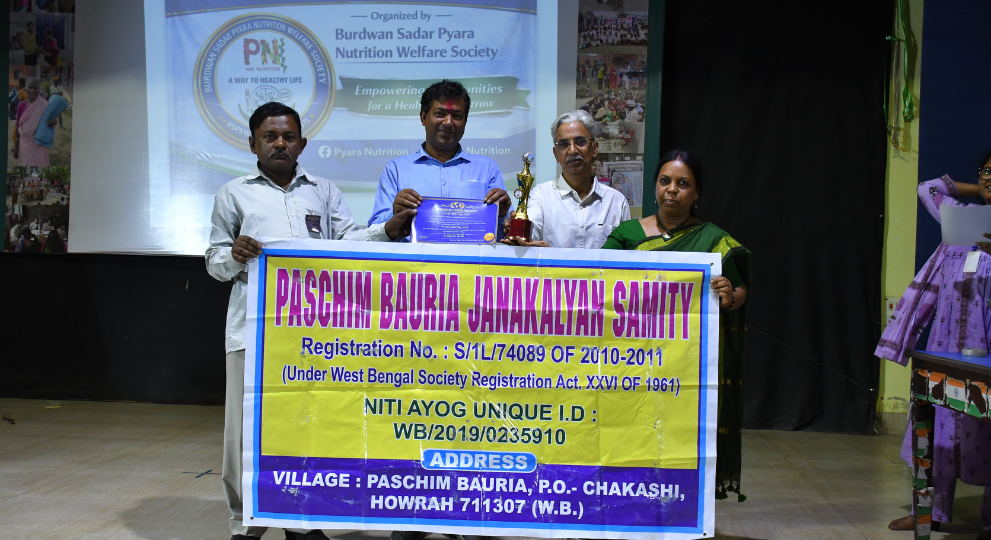 Organized by
Burdwan Sadar Pyara
Nutrition Welfare Society
BURDWAN SADAR PYARA NUTRITION WELFARE SOCIETY
A WAY TO HEALTHY LIFE
Empowering
for a
Pyara Nutrition
Nutrition
PASCHIM BAURIA JANAKALYAN SAMITY
Registration No. : S/1L/74089 OF 2010-2011
(Under West Bengal Society Registration Act. XXVI OF 1961)
NITI AYOG UNIQUE I.D :
WB/2019/0235910
ADDRESS
VILLAGE : PASCHIM BAURIA, P.O.- CHAKASHI,
HOWRAH 711307 (W.B.)